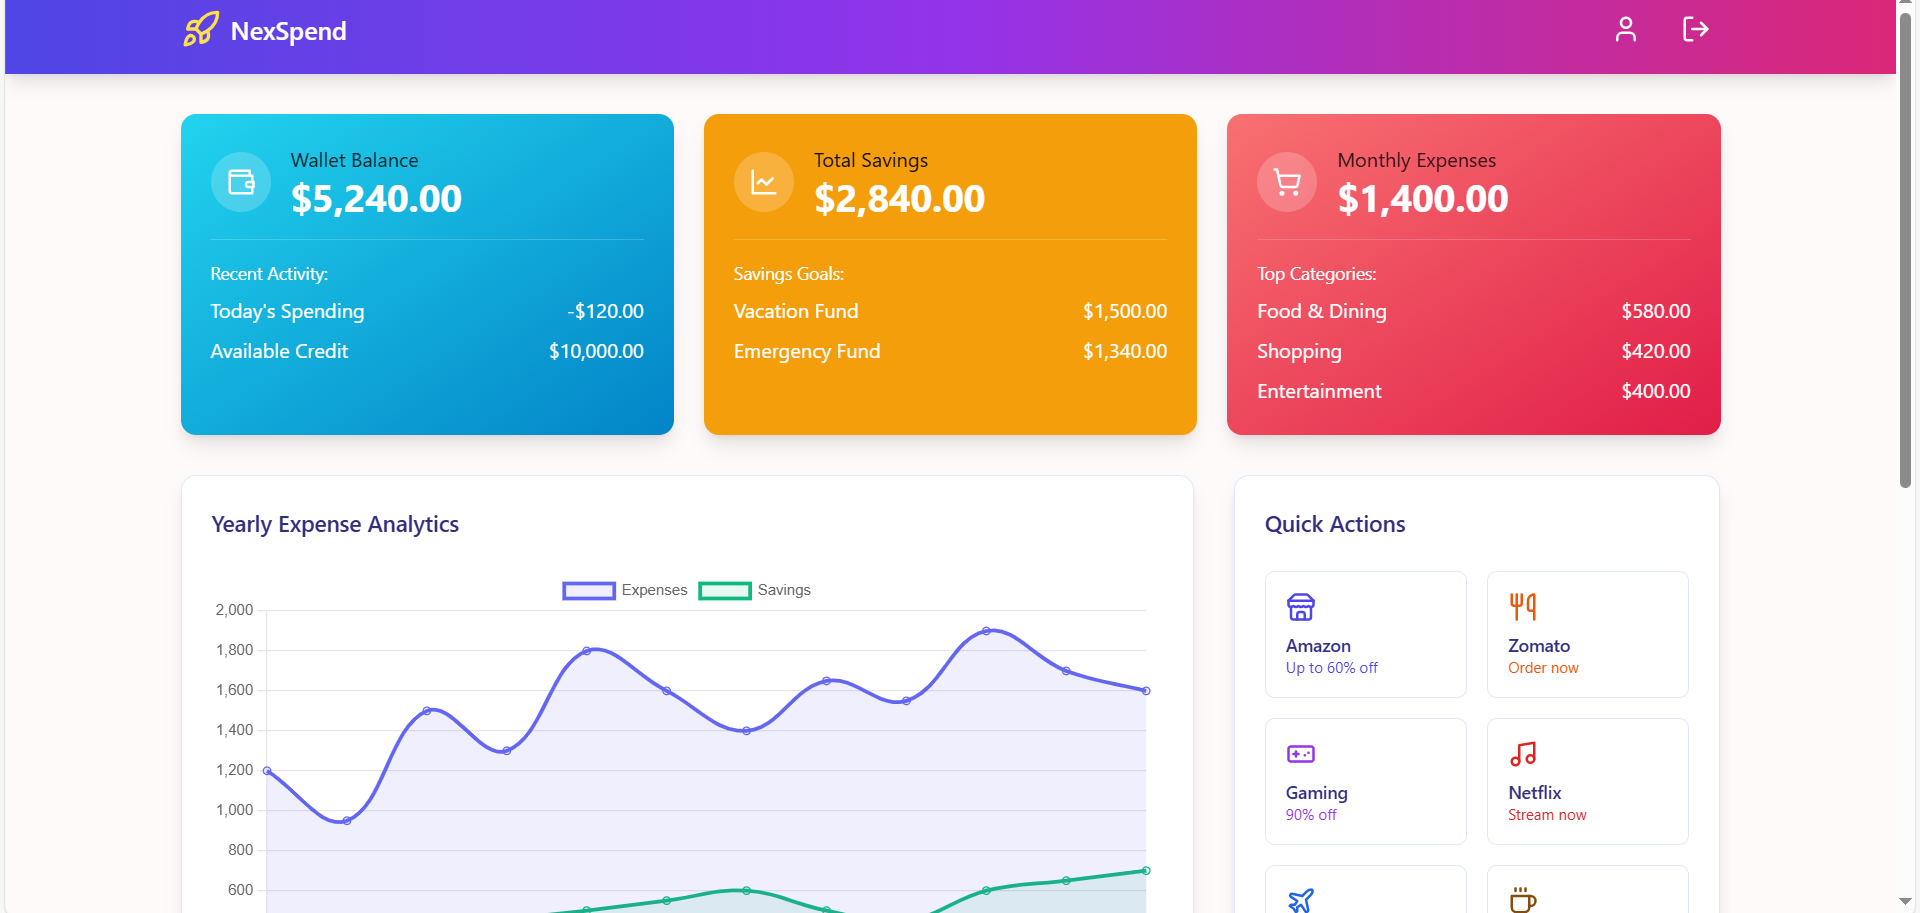 NexSpend
Wallet Balance
$5,240.00
Recent Activity:
Today's Spending -$120.00
Available Credit $10,000.00
Total Savings
$2,840.00
Savings Goals:
Vacation Fund $1,500.00
Emergency Fund $1,340.00
Monthly Expenses
$1,400.00
Top Categories:
Food & Dining $580.00
Shopping $420.00
Entertainment $400.00
Yearly Expense Analytics
Expenses Savings
2,000
1,800
1,600
1,400
1,200
1,000
800
600
Quick Actions
Amazon
Up to 60% off
Zomato
Order now
Gaming
90% off
Netflix
Stream now